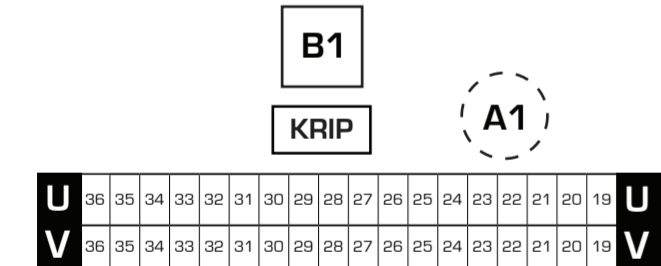 B1
KRIP
A1
U 36 35 34 33 32 31 30 29 28 27 26 25 24 23 22 21 20 19 U
V 36 35 34 33 32 31 30 29 28 27 26 25 24 23 22 21 20 19 V